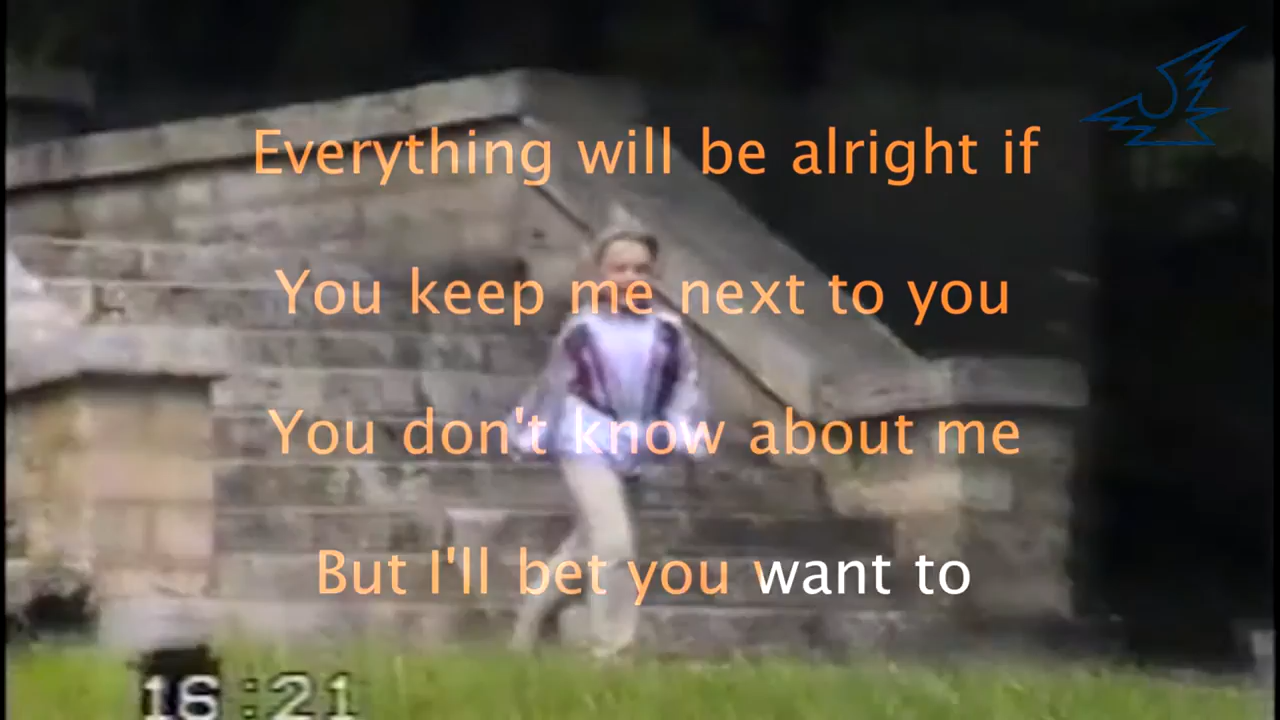 Everything will be alright if
You keep me next to you
You don't know about me
But I'll bet you want to
16:21